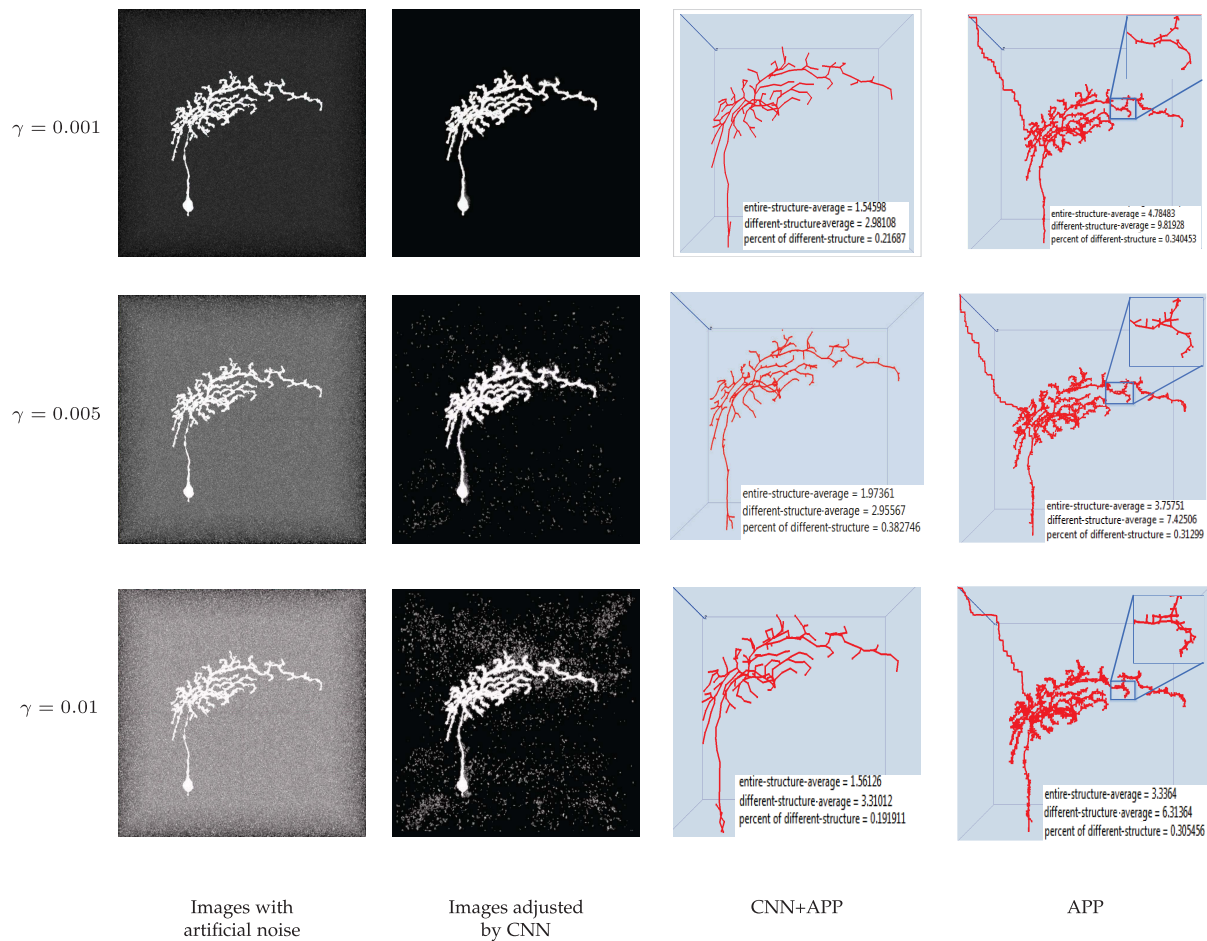 γ = 0.001
entire-structure-average = 1.54598
different-structure-average = 2.98108
percent of different-structure = 0.21687
entire-structure-average = 4.78483
different-structure-average = 9.81928
percent of different-structure = 0.340453
γ = 0.005
entire-structure-average = 1.97361
different-structure-average = 2.95567
percent of different-structure = 0.382746
entire-structure-average = 3.75751
different-structure-average = 7.42506
percent of different-structure = 0.31299
γ = 0.01
entire-structure-average = 1.56126
different-structure-average = 3.31012
percent of different-structure = 0.191911
entire-structure-average = 3.3364
different-structure-average = 6.31364
percent of different-structure = 0.305456
Images with
artificial noise
Images adjusted
by CNN
CNN+APP
APP